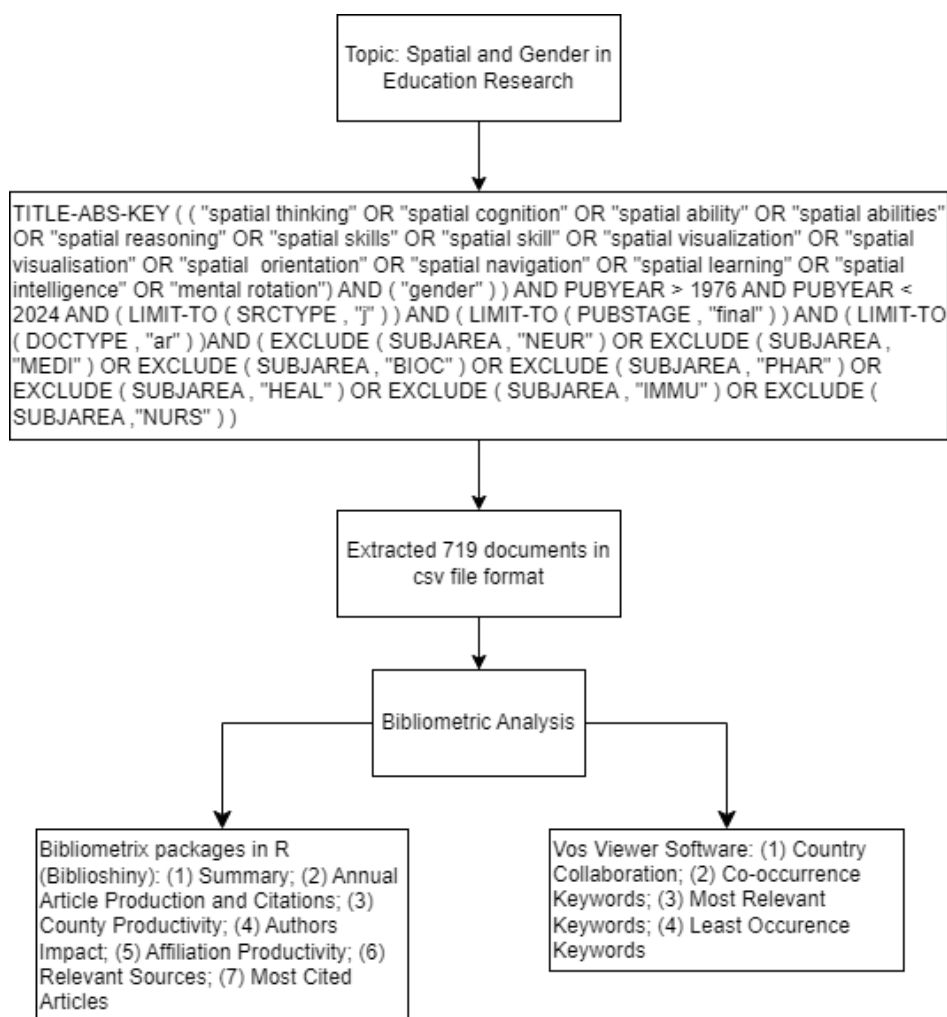 Topic: Spatial and Gender in
Education Research
TITLE-ABS-KEY ( ( "spatial thinking" OR "spatial cognition" OR "spatial ability" OR "spatial abilities"
OR "spatial reasoning" OR "spatial skills" OR "spatial skill" OR "spatial visualization" OR "spatial
visualisation" OR "spatial  orientation" OR "spatial navigation" OR "spatial learning" OR "spatial
intelligence" OR "mental rotation") AND ( "gender" ) ) AND PUBYEAR > 1976 AND PUBYEAR <
2024 AND ( LIMIT-TO ( SRCTYPE , "j" ) ) AND ( LIMIT-TO ( PUBSTAGE , "final" ) ) AND ( LIMIT-TO
( DOCTYPE , "ar" ) )AND ( EXCLUDE ( SUBJAREA , "NEUR" ) OR EXCLUDE ( SUBJAREA ,
"MEDI" ) OR EXCLUDE ( SUBJAREA , "BIOC" ) OR EXCLUDE ( SUBJAREA , "PHAR" ) OR
EXCLUDE ( SUBJAREA , "HEAL" ) OR EXCLUDE ( SUBJAREA , "IMMU" ) OR EXCLUDE (
SUBJAREA ,"NURS" ) )
Extracted 719 documents in
csv file format
Bibliometric Analysis
Bibliometrix packages in R
(Biblioshiny): (1) Summary; (2) Annual
Article Production and Citations; (3)
County Productivity; (4) Authors
Impact; (5) Affiliation Productivity; (6)
Relevant Sources; (7) Most Cited
Articles
Vos Viewer Software: (1) Country
Collaboration; (2) Co-occurrence
Keywords; (3) Most Relevant
Keywords; (4) Least Occurence
Keywords